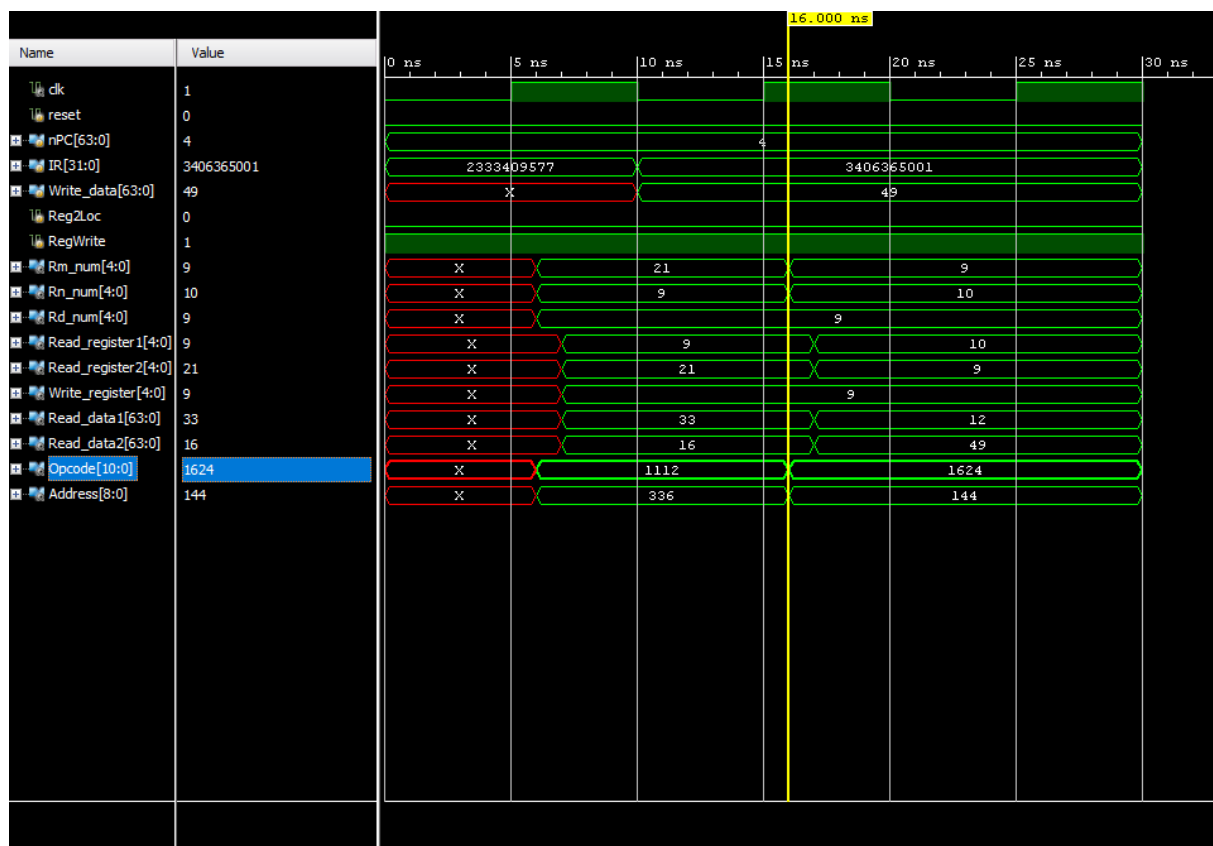 16.000 ns
Name Value
0 ns 5 ns 10 ns 15 ns 20 ns 25 ns 30 ns
clk 1
reset 0
nPC[63:0] 4 4
IR[31:0] 3406365001 2333409577 3406365001
Write_data[63:0] 49 X 49
Reg2Loc 0
RegWrite 1
Rm_num[4:0] 9 X 21 9
Rn_num[4:0] 10 X 9 10
Rd_num[4:0] 9 X 9
Read_register1[4:0] 9 X 9 10
Read_register2[4:0] 21 X 21 9
Write_register[4:0] 9 X 9
Read_data1[63:0] 33 X 33 12
Read_data2[63:0] 16 X 16 49
Opcode[10:0] 1624 X 1112 1624
Address[8:0] 144 X 336 144